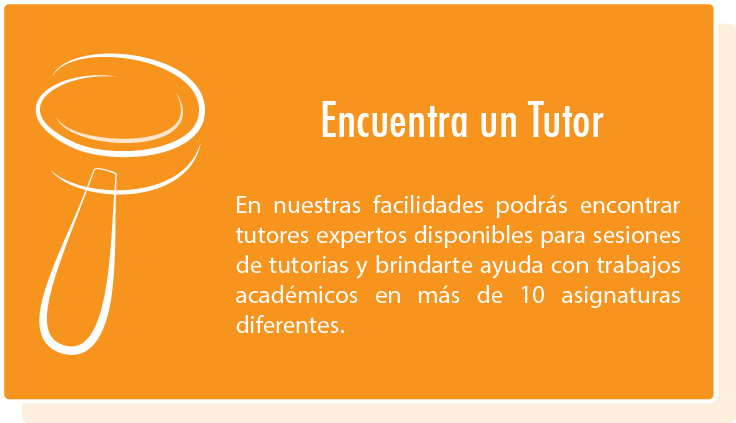 Encuentra un Tutor
En nuestras facilidades podrás encontrar
tutores expertos disponibles para sesiones
de tutorias y brindarte ayuda con trabajos
académicos en más de 10 asignaturas
diferentes.